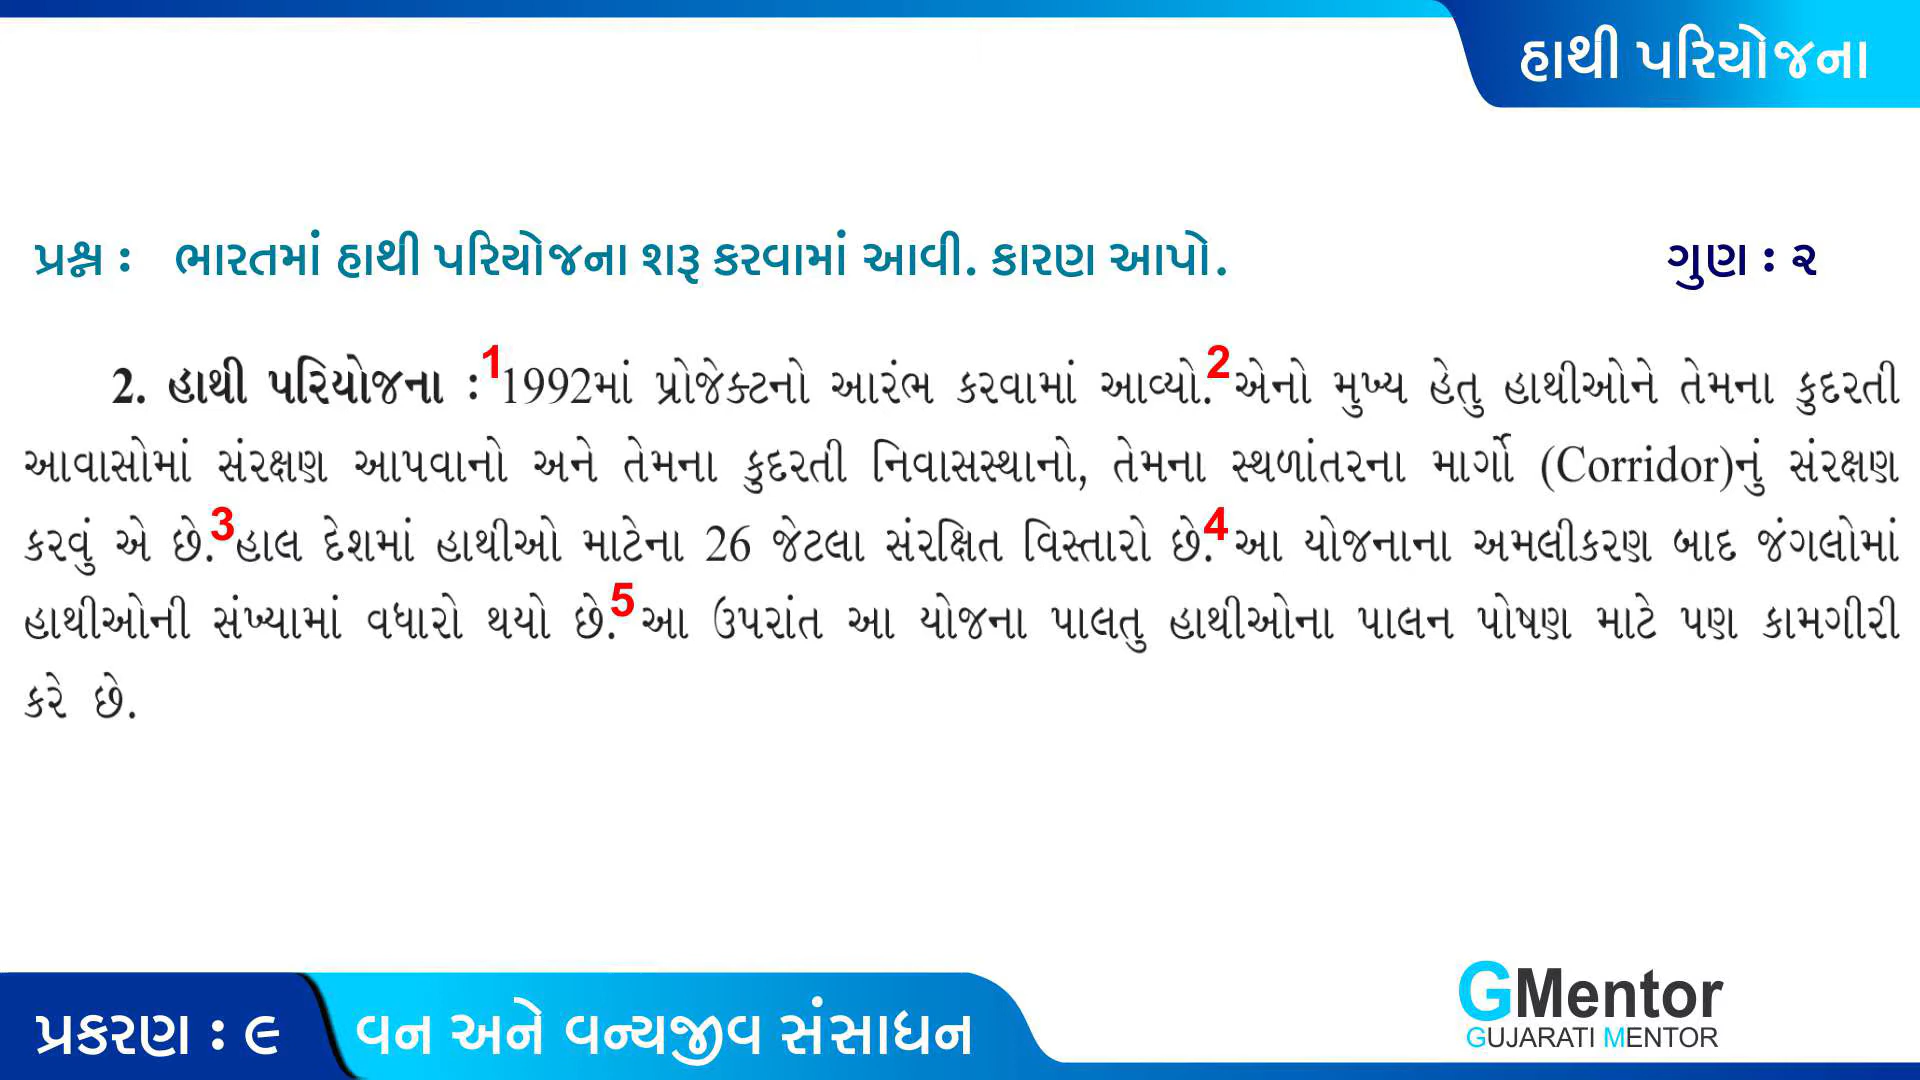 હાથી પરિયોજના
પ્રશ્ન : ભારતમાં હાથી પરિયોજના શરૂ કરવામાં આવી. કારણ આપો. ગુણ : ૨
2. હાથી પરિયોજના : 1 1992માં પ્રોજેક્ટનો આરંભ કરવામાં આવ્યો. 2 એનો મુખ્ય હેતુ હાથીઓને તેમના કુદરતી
આવાસોમાં સંરક્ષણ આપવાનો અને તેમના કુદરતી નિવાસસ્થાનો, તેમના સ્થળાંતરના માર્ગો (Corridor)નું સંરક્ષણ
કરવું એ છે. 3 હાલ દેશમાં હાથીઓ માટેના 26 જેટલા સંરક્ષિત વિસ્તારો છે. 4 આ યોજનાના અમલીકરણ બાદ જંગલોમાં
હાથીઓની સંખ્યામાં વધારો થયો છે. 5 આ ઉપરાંત આ યોજના પાલતુ હાથીઓના પાલન પોષણ માટે પણ કામગીરી
કરે છે.
પ્રકરણ : ૯ વન અને વન્યજીવ સંસાધન
GMentor
GUJARATI MENTOR